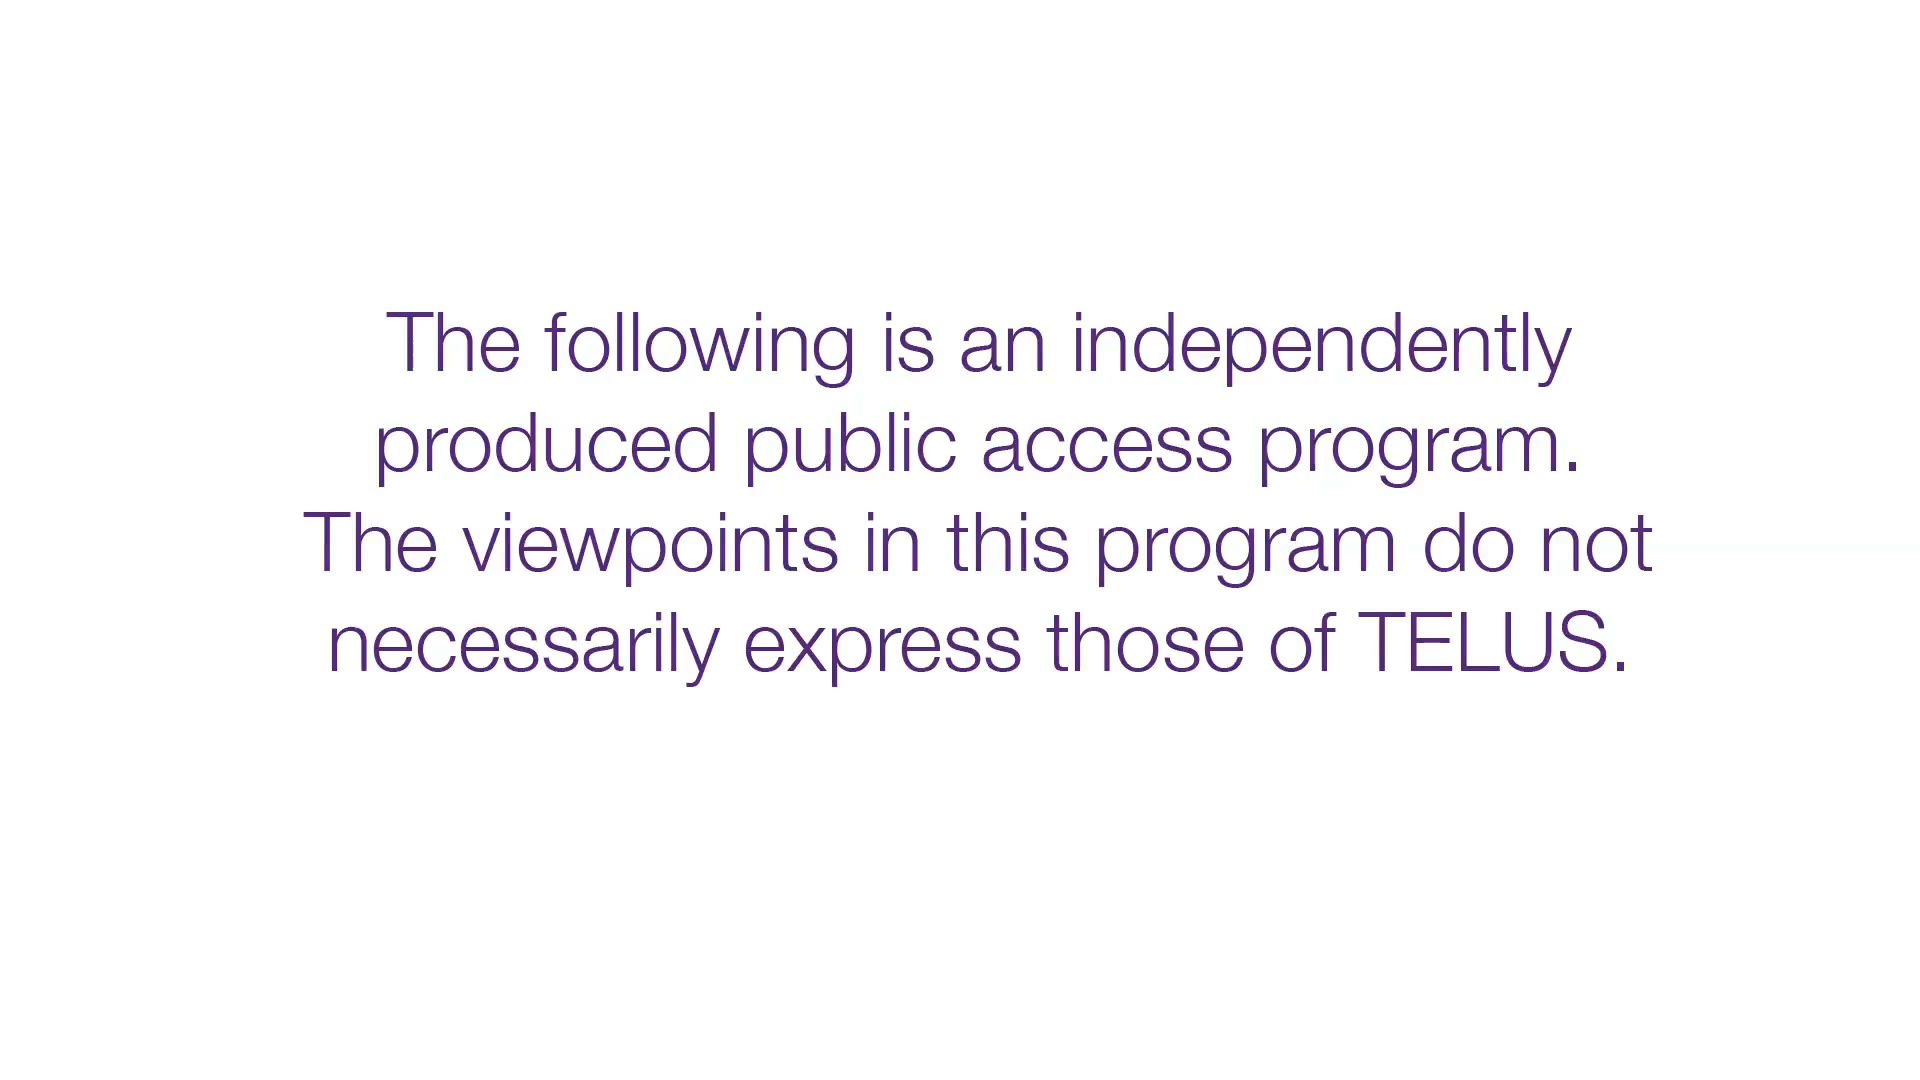 The following is an independently
produced public access program.
The viewpoints in this program do not
necessarily express those of TELUS.